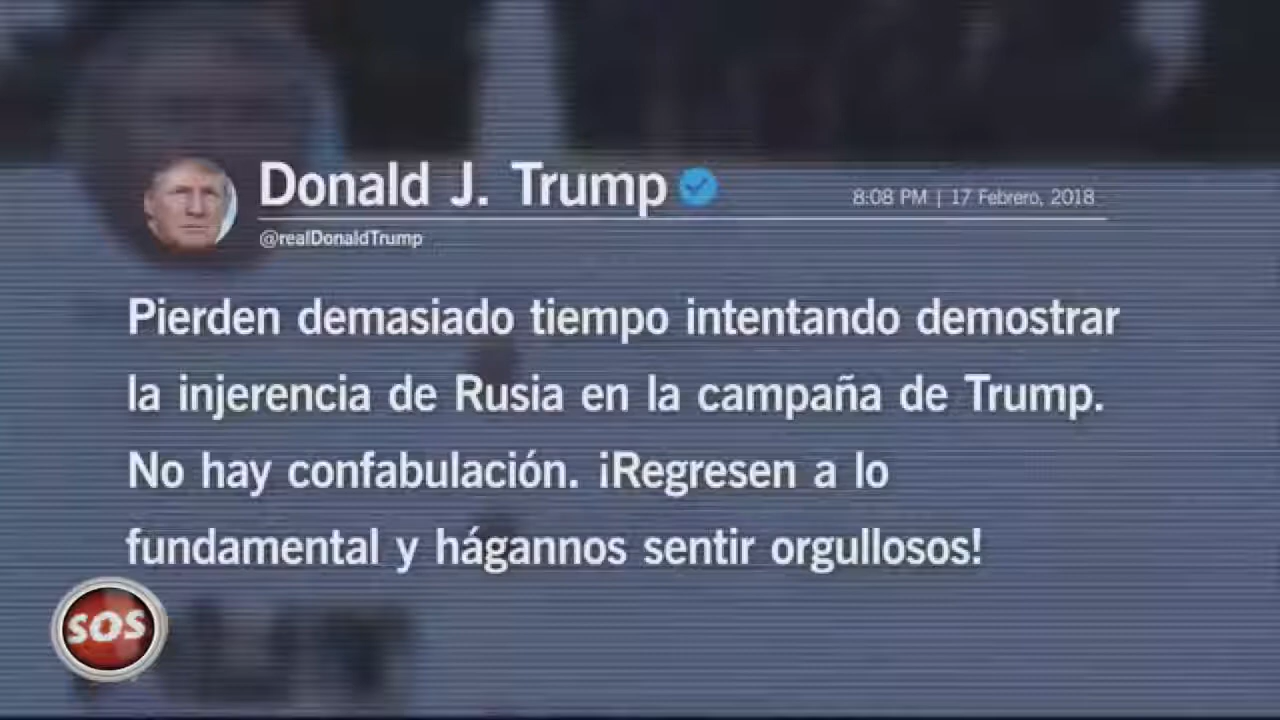 Donald J. Trump
8:08 PM | 17 Febrero, 2018
@realDonaldTrump
Pierden demasiado tiempo intentando demostrar
la injerencia de Rusia en la campaña de Trump.
No hay confabulación. ¡Regresen a lo
fundamental y hágannos sentir orgullosos!
SOS